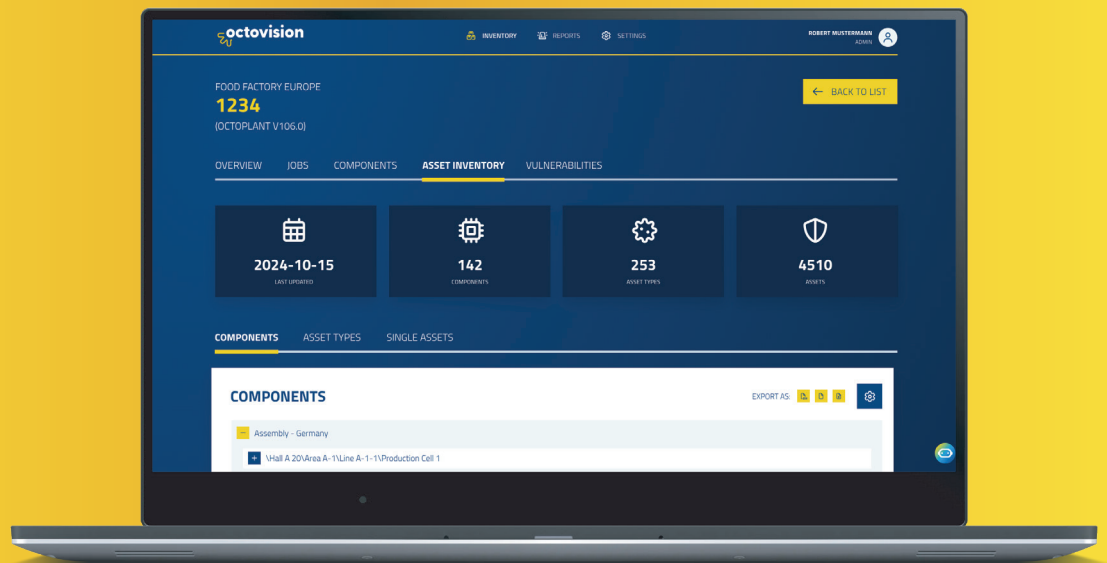 octovision
INVENTORY
REPORTS
SETTINGS
ROBERT MUSTERMANN
ADMIN
FOOD FACTORY EUROPE
1234
(OCTOPLANT V106.0)
← BACK TO LIST
OVERVIEW
JOBS
COMPONENTS
ASSET INVENTORY
VULNERABILITIES
2024-10-15
LAST UPDATED
142
COMPONENTS
253
ASSET TYPES
4510
ASSETS
COMPONENTS
ASSET TYPES
SINGLE ASSETS
COMPONENTS
EXPORT AS:
Assembly - Germany
\Hall A 20\Area A-1\Line A-1-1\Production Cell 1